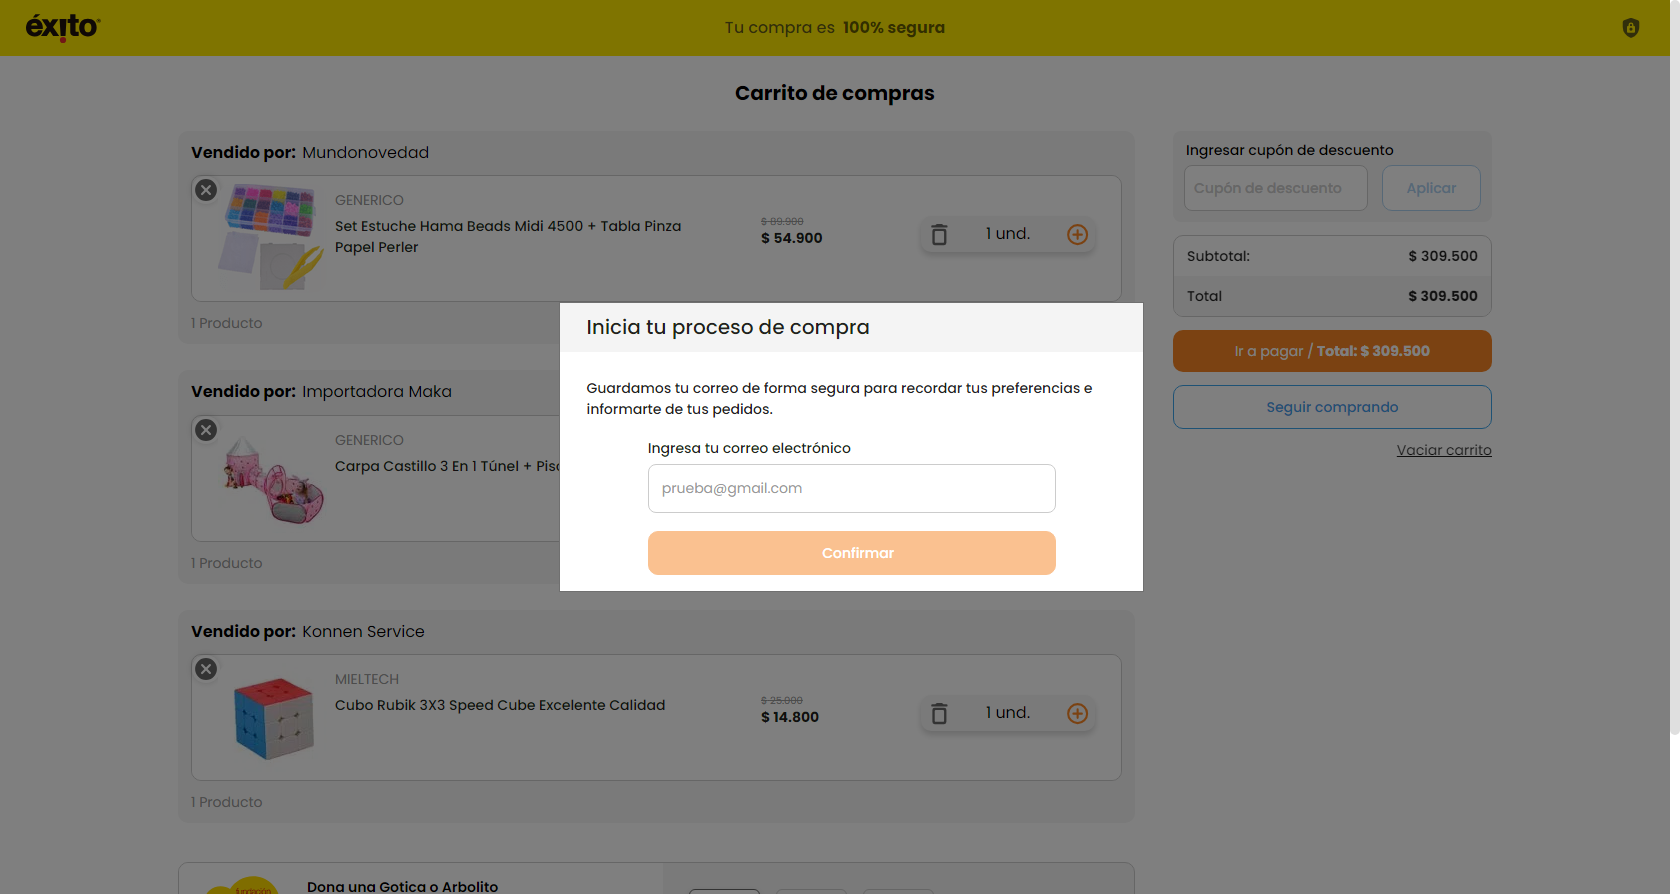 éxito
Tu compra es 100% segura
Carrito de compras
Vendido por: Mundonovedad
GENERICO
Set Estuche Hama Beads Midi 4500 + Tabla Pinza
Papel Perler
$ 89.900
$ 54.900
1 und.
1 Producto
Vendido por: Importadora Maka
GENERICO
Carpa Castillo 3 En 1 Túnel + Pis
1 Producto
Vendido por: Konnen Service
MIELTECH
Cubo Rubik 3X3 Speed Cube Excelente Calidad
$ 25.000
$ 14.800
1 und.
1 Producto
fundación
Dona una Gotica o Arbolito
Ingresar cupón de descuento
Cupón de descuento
Aplicar
Subtotal: $ 309.500
Total $ 309.500
Ir a pagar / Total: $ 309.500
Seguir comprando
Vaciar carrito
Inicia tu proceso de compra
Guardamos tu correo de forma segura para recordar tus preferencias e
informarte de tus pedidos.
Ingresa tu correo electrónico
prueba@gmail.com
Confirmar